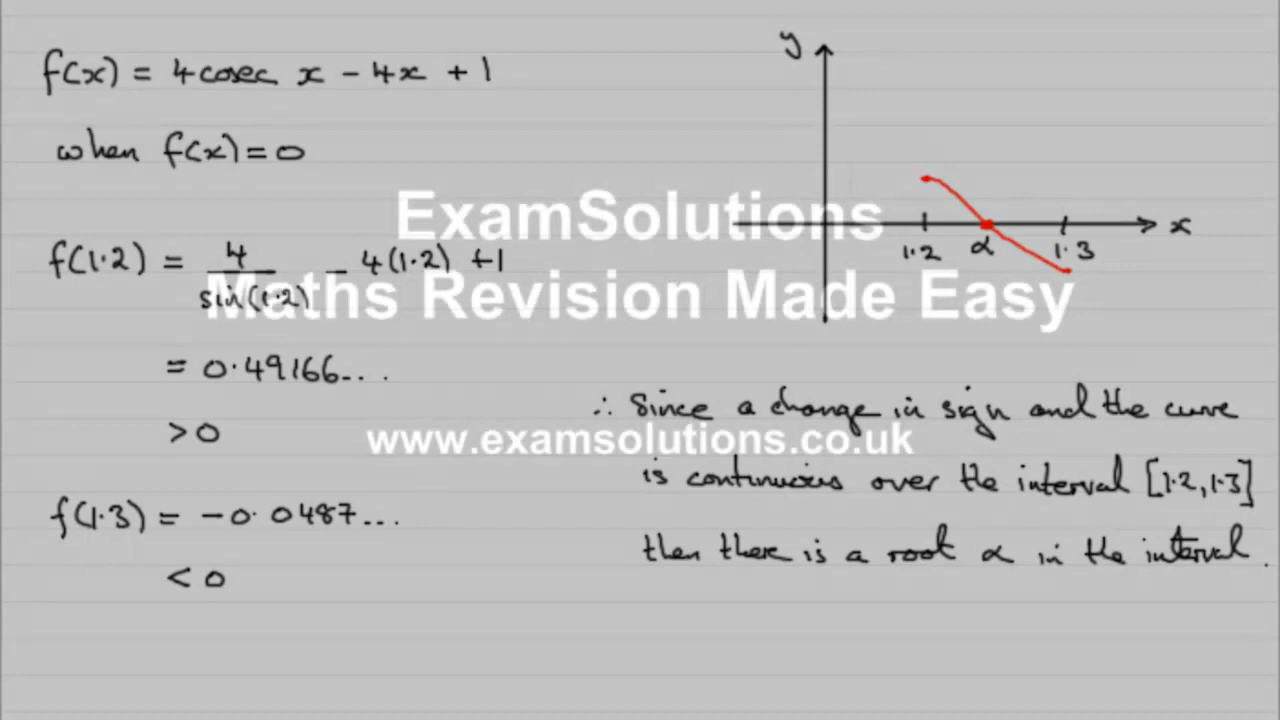 f(x) = 4cosec x - 4x + 1
when f(x) = 0
f(1.2) = 4/sin(1.2) - 4(1.2) + 1
= 0.49166...
> 0
f(1.3) = -0.0487...
< 0
y
x
1.2 α 1.3
∴ Since a change in sign and the curve
is continuous over the interval [1.2, 1.3]
then there is a root α in the interval.
ExamSolutions
Maths Revision Made Easy
www.examsolutions.co.uk